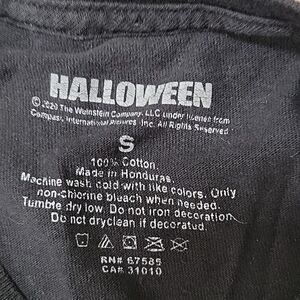 HALLOWEEN
© 2020 The Weinstein Company, LLC under license from
Compass International Pictures, Inc. All Rights Reserved
S
100% Cotton.
Made in Honduras.
Machine wash cold with like colors. Only
non-chlorine bleach when needed.
Tumble dry low. Do not iron decoration.
Do not dryclean if decorated.
RN# 67585
CA# 31010